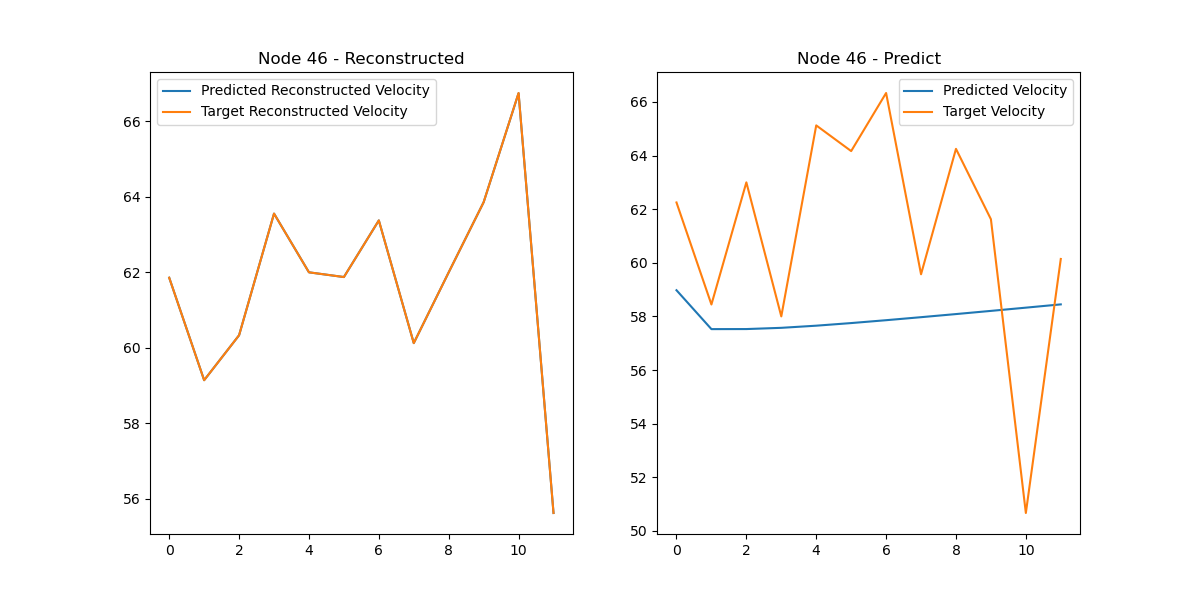 Node 46 - Reconstructed
Predicted Reconstructed Velocity
Target Reconstructed Velocity
66
64
62
60
58
56
0 2 4 6 8 10
Node 46 - Predict
Predicted Velocity
Target Velocity
66
64
62
60
58
56
54
52
50
0 2 4 6 8 10